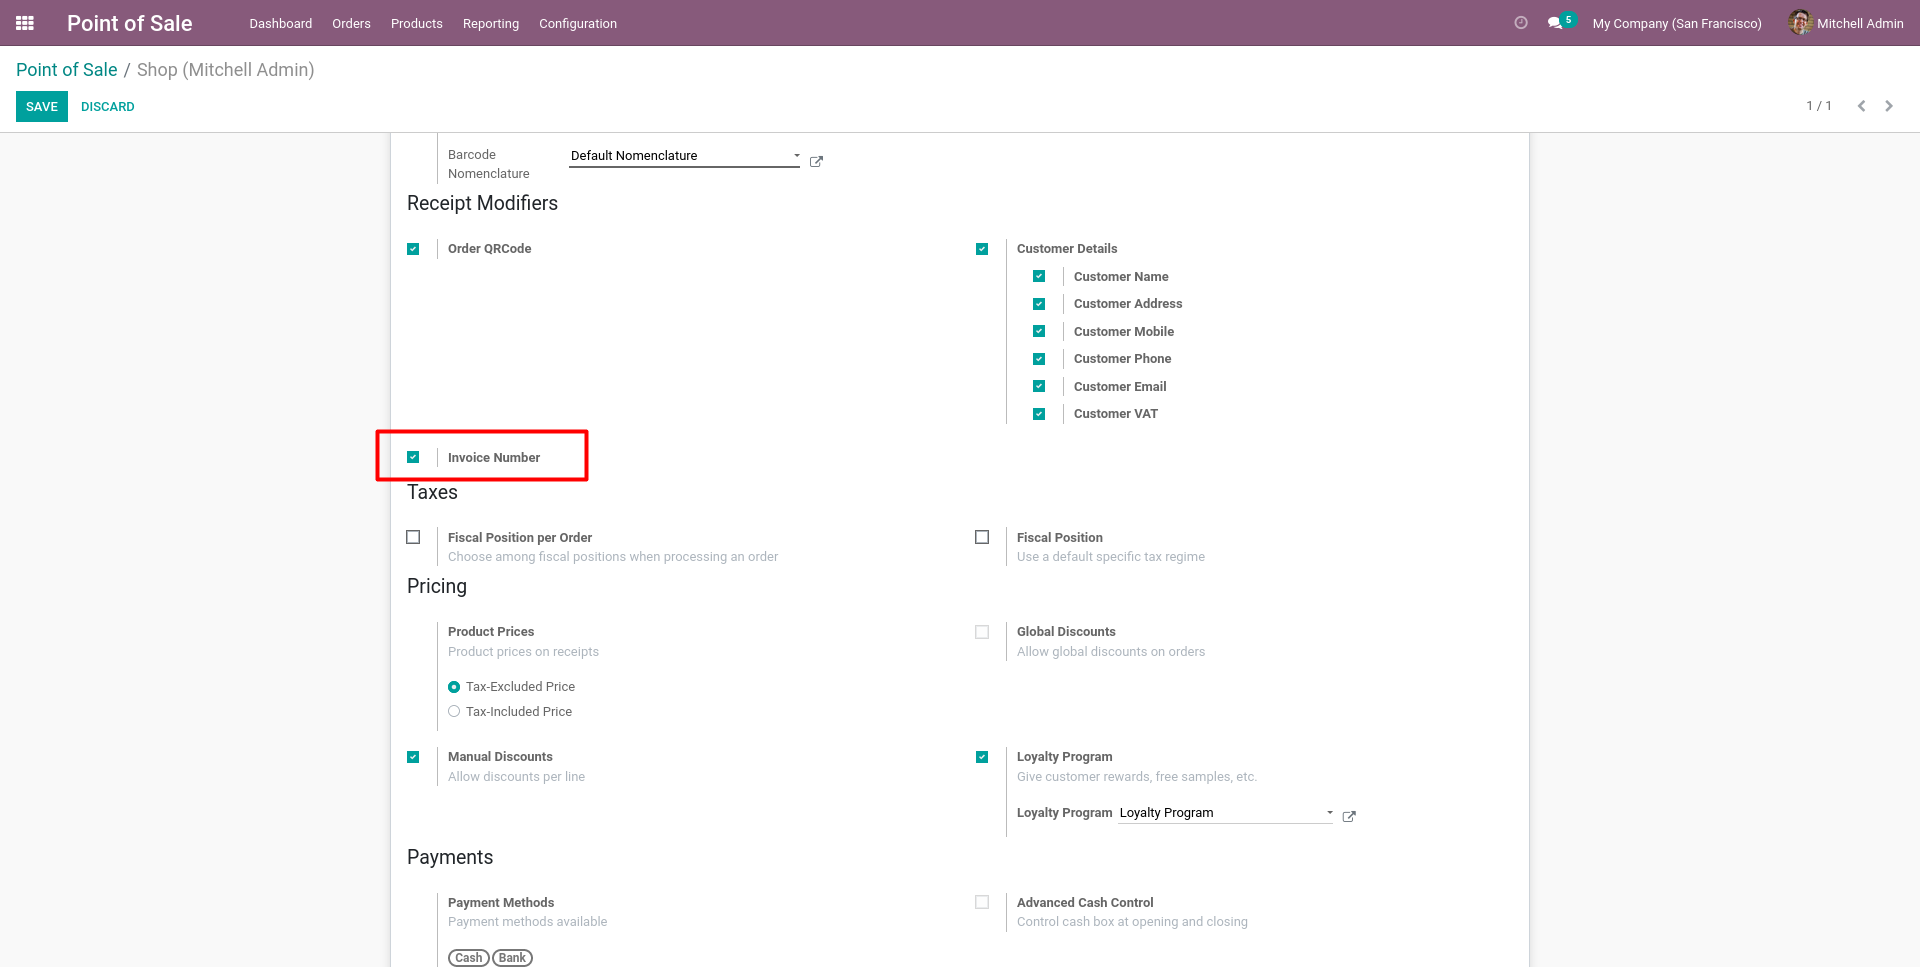 Point of Sale Dashboard Orders Products Reporting Configuration 5 My Company (San Francisco) Mitchell Admin
Point of Sale / Shop (Mitchell Admin)
SAVE DISCARD 1 / 1
Barcode Nomenclature Default Nomenclature
Receipt Modifiers
Order QRCode Customer Details
Customer Name
Customer Address
Customer Mobile
Customer Phone
Customer Email
Customer VAT
Invoice Number
Taxes
Fiscal Position per Order Fiscal Position
Choose among fiscal positions when processing an order Use a default specific tax regime
Pricing
Product Prices Global Discounts
Product prices on receipts Allow global discounts on orders
Tax-Excluded Price
Tax-Included Price
Manual Discounts Loyalty Program
Allow discounts per line Give customer rewards, free samples, etc.
Loyalty Program Loyalty Program
Payments
Payment Methods Advanced Cash Control
Payment methods available Control cash box at opening and closing
Cash Bank